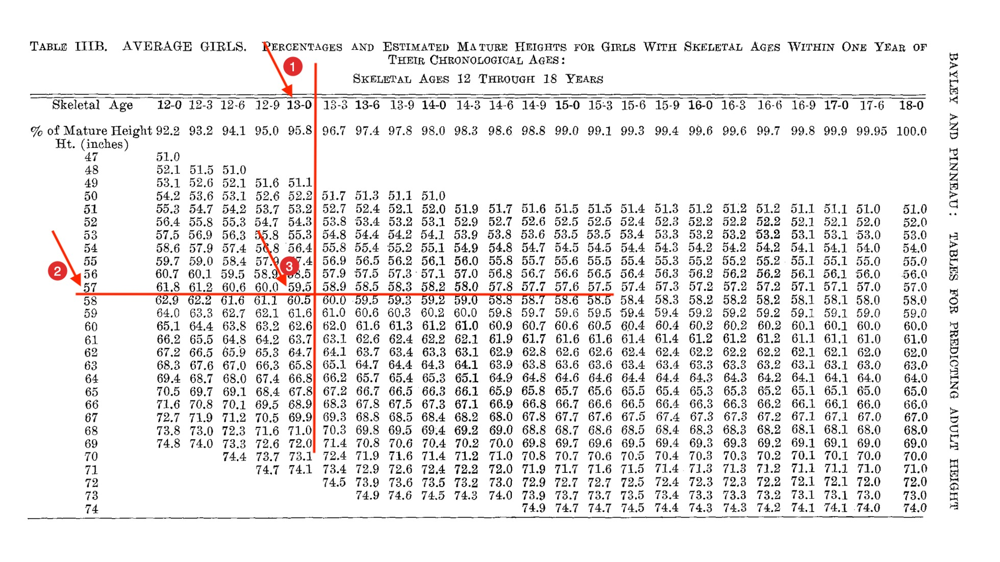 TABLE IIIB. AVERAGE GIRLS. PERCENTAGES AND ESTIMATED MATURE HEIGHTS FOR GIRLS WITH SKELETAL AGES WITHIN ONE YEAR OF
THEIR CHRONOLOGICAL AGES:
1
SKELETAL AGES 12 THROUGH 18 YEARS
Skeletal Age 12-0 12-3 12-6 12-9 13-0 13-3 13-6 13-9 14-0 14-3 14-6 14-9 15-0 15-3 15-6 15-9 16-0 16-3 16-6 16-9 17-0 17-6 18-0
% of Mature Height 92.2 93.2 94.1 95.0 95.8 96.7 97.4 97.8 98.0 98.3 98.6 98.8 99.0 99.1 99.3 99.4 99.6 99.6 99.7 99.8 99.9 99.95 100.0
Ht. (inches)
47 51.0
48 52.1 51.5 51.0
49 53.1 52.6 52.1 51.6 51.1
50 54.2 53.6 53.1 52.6 52.2 51.7 51.3 51.1 51.0
51 55.3 54.7 54.2 53.7 53.2 52.7 52.4 52.1 52.0 51.9 51.7 51.6 51.5 51.5 51.4 51.3 51.2 51.2 51.2 51.1 51.1 51.0 51.0
52 56.4 55.8 55.3 54.7 54.3 53.8 53.4 53.2 53.1 52.9 52.7 52.6 52.5 52.5 52.4 52.3 52.2 52.2 52.2 52.1 52.1 52.0 52.0
53 57.5 56.9 56.3 55.8 55.3 54.8 54.4 54.2 54.1 53.9 53.8 53.6 53.5 53.5 53.4 53.3 53.2 53.2 53.2 53.1 53.1 53.0 53.0
54 58.6 57.9 57.4 56.8 56.4 55.8 55.4 55.2 55.1 54.9 54.8 54.7 54.5 54.5 54.4 54.3 54.2 54.2 54.2 54.1 54.1 54.0 54.0
55 59.7 59.0 58.4 57.9 57.4 56.9 56.5 56.2 56.1 56.0 55.8 55.7 55.6 55.5 55.4 55.3 55.2 55.2 55.2 55.1 55.1 55.0 55.0
2 3
56 60.7 60.1 59.5 58.9 58.5 57.9 57.5 57.3 57.1 57.0 56.8 56.7 56.6 56.5 56.4 56.3 56.2 56.2 56.2 56.1 56.1 56.0 56.0
57 61.8 61.2 60.6 60.0 59.5 58.9 58.5 58.3 58.2 58.0 57.8 57.7 57.6 57.5 57.4 57.3 57.2 57.2 57.2 57.1 57.1 57.0 57.0
58 62.9 62.2 61.6 61.1 60.5 60.0 59.5 59.3 59.2 59.0 58.8 58.7 58.6 58.5 58.4 58.3 58.2 58.2 58.2 58.1 58.1 58.0 58.0
59 64.0 63.3 62.7 62.1 61.6 61.0 60.6 60.3 60.2 60.0 59.8 59.7 59.6 59.5 59.4 59.4 59.2 59.2 59.2 59.1 59.1 59.0 59.0
60 65.1 64.4 63.8 63.2 62.6 62.0 61.6 61.3 61.2 61.0 60.9 60.7 60.6 60.5 60.4 60.4 60.2 60.2 60.2 60.1 60.1 60.0 60.0
61 66.2 65.5 64.8 64.2 63.7 63.1 62.6 62.4 62.2 62.1 61.9 61.7 61.6 61.6 61.4 61.4 61.2 61.2 61.2 61.1 61.1 61.0 61.0
62 67.2 66.5 65.9 65.3 64.7 64.1 63.7 63.4 63.3 63.1 62.9 62.8 62.6 62.6 62.4 62.4 62.2 62.2 62.2 62.1 62.1 62.0 62.0
63 68.3 67.6 67.0 66.3 65.8 65.1 64.7 64.4 64.3 64.1 63.9 63.8 63.6 63.6 63.4 63.4 63.3 63.3 63.2 63.1 63.1 63.0 63.0
64 69.4 68.7 68.0 67.4 66.8 66.2 65.7 65.4 65.3 65.1 64.9 64.8 64.6 64.6 64.4 64.4 64.3 64.3 64.2 64.1 64.1 64.0 64.0
65 70.5 69.7 69.1 68.4 67.8 67.2 66.7 66.5 66.3 66.1 65.9 65.8 65.7 65.6 65.5 65.4 65.3 65.3 65.2 65.1 65.1 65.0 65.0
66 71.6 70.8 70.1 69.5 68.9 68.3 67.8 67.5 67.3 67.1 66.9 66.8 66.7 66.6 66.5 66.4 66.3 66.3 66.2 66.1 66.1 66.0 66.0
67 72.7 71.9 71.2 70.5 69.9 69.3 68.8 68.5 68.4 68.2 68.0 67.8 67.7 67.6 67.5 67.4 67.3 67.3 67.2 67.1 67.1 67.0 67.0
68 73.8 73.0 72.3 71.6 71.0 70.3 69.8 69.5 69.4 69.2 69.0 68.8 68.7 68.6 68.5 68.4 68.3 68.3 68.2 68.1 68.1 68.0 68.0
69 74.8 74.0 73.3 72.6 72.0 71.4 70.8 70.6 70.4 70.2 70.0 69.8 69.7 69.6 69.5 69.4 69.3 69.3 69.2 69.1 69.1 69.0 69.0
70 74.4 73.7 73.1 72.4 71.9 71.6 71.4 71.2 71.0 70.8 70.7 70.6 70.5 70.4 70.3 70.3 70.2 70.1 70.1 70.0 70.0
71 74.7 74.1 73.4 72.9 72.6 72.4 72.2 72.0 71.9 71.7 71.6 71.5 71.4 71.3 71.3 71.2 71.1 71.1 71.0 71.0
72 74.5 73.9 73.6 73.5 73.2 73.0 72.9 72.7 72.7 72.5 72.4 72.3 72.3 72.2 72.1 72.1 72.0 72.0
73 74.9 74.6 74.5 74.3 74.0 73.9 73.7 73.7 73.5 73.4 73.3 73.3 73.2 73.1 73.1 73.0 73.0
74 74.9 74.7 74.7 74.5 74.4 74.3 74.3 74.2 74.1 74.1 74.0 74.0
BAYLEY AND PINNEAU: TABLES FOR PREDICTING ADULT HEIGHT